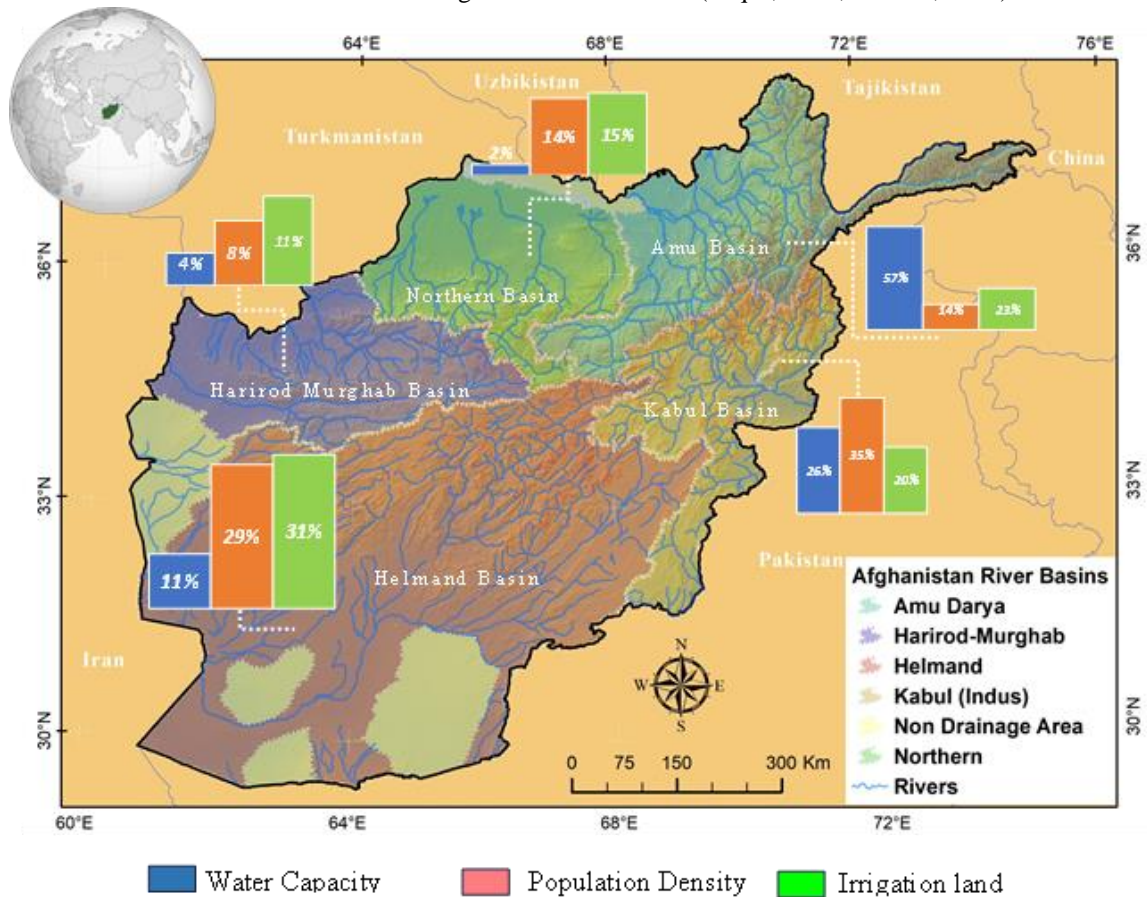 64°E 68°E 72°E 76°E
Uzbikistan
Tajikistan
Turkmanistan
China
2% 14% 15%
4% 8% 11%
36°N
36°N
Amu Basin
57% 14% 23%
Northern Basin
Harirod Murghab Basin
Kabul Basin
26% 35% 20%
33°N
33°N
11% 29% 31%
Helmand Basin
Pakistan
Iran
N
W E
S
30°N
30°N
0 75 150 300 Km
Afghanistan River Basins
Amu Darya
Harirod-Murghab
Helmand
Kabul (Indus)
Non Drainage Area
Northern
Rivers
60°E 64°E 68°E 72°E
Water Capacity Population Density Irrigation land